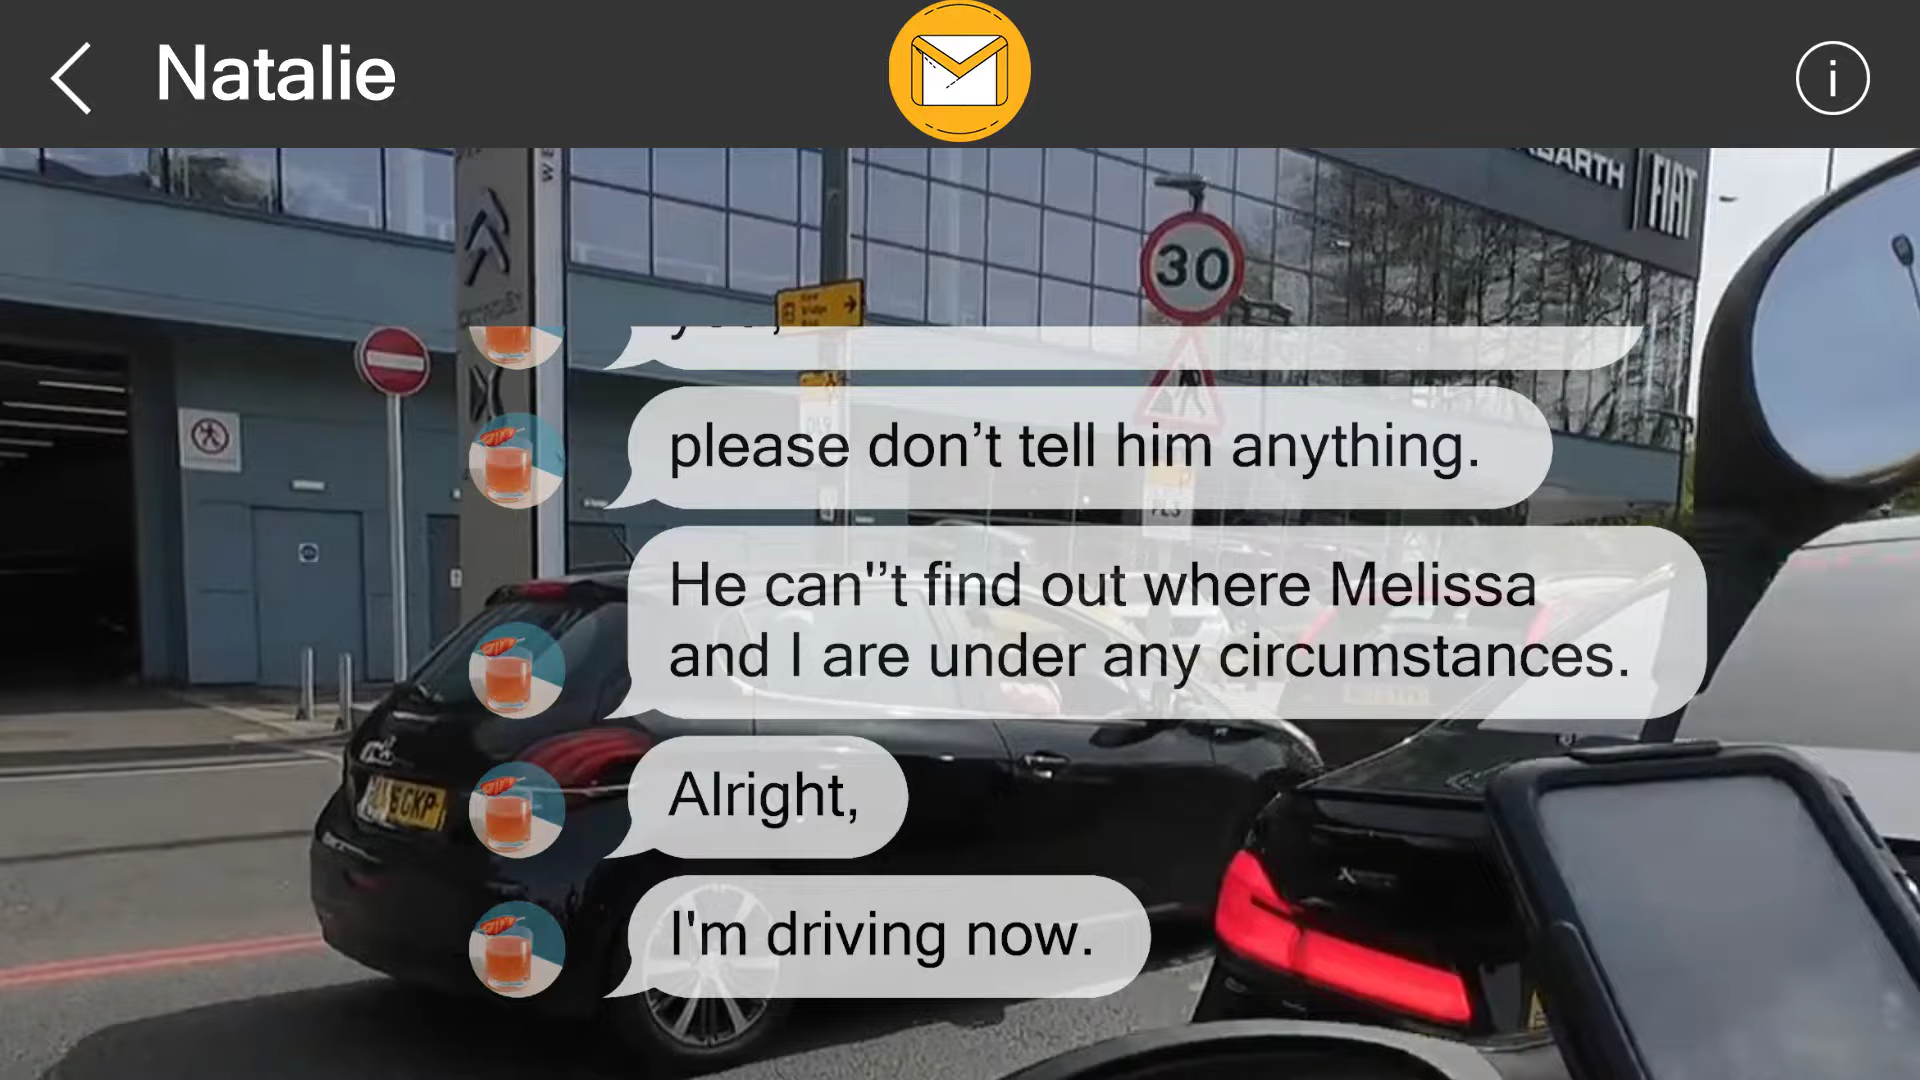 Natalie
i
ABARTH
FIAT
30
please don’t tell him anything.
He can'’t find out where Melissa
and I are under any circumstances.
Alright,
I'm driving now.